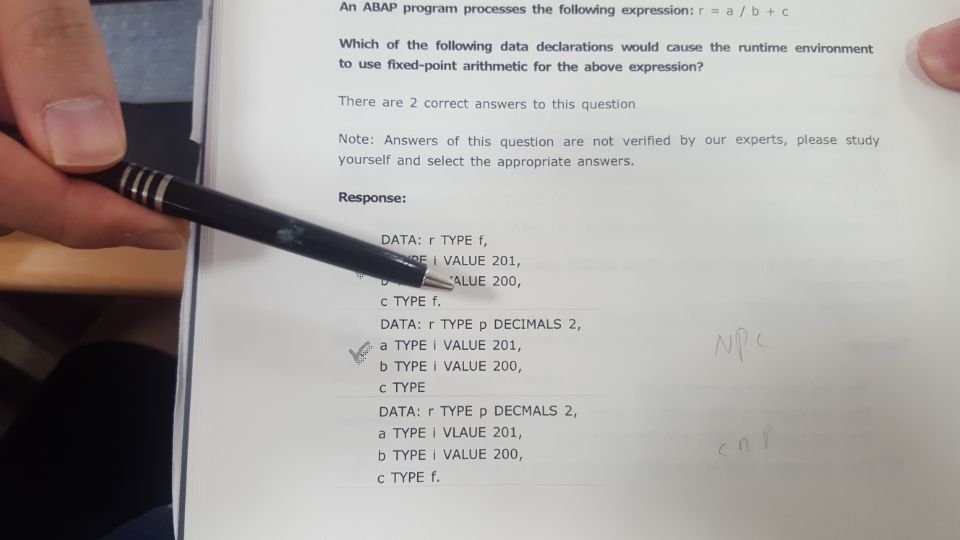 An ABAP program processes the following expression: r = a / b + c
Which of the following data declarations would cause the runtime environment
to use fixed-point arithmetic for the above expression?
There are 2 correct answers to this question
Note: Answers of this question are not verified by our experts, please study
yourself and select the appropriate answers.
Response:
DATA: r TYPE f,
i VALUE 201,
200,
c TYPE f.
DATA: r TYPE p DECIMALS 2,
a TYPE i VALUE 201,
b TYPE i VALUE 200,
c TYPE
DATA: r TYPE p DECMALS 2,
a TYPE i VLAUE 201,
b TYPE i VALUE 200,
c TYPE f.
NPC
cnp